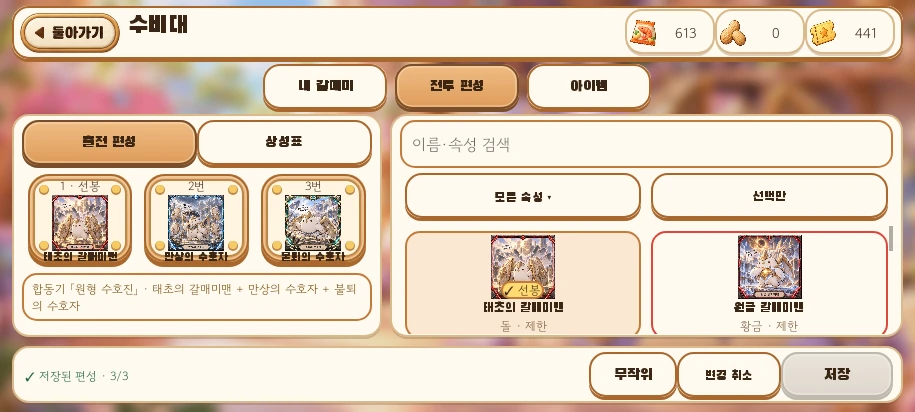 돌아가기
수비대
613
0
441
내 갈매미
전투 편성
아이템
출전 편성
상성표
이름·속성 검색
모든 속성 ▾
선택만
1 · 선봉
2번
3번
태초의 갈매미맨
만상의 수호자
불퇴의 수호자
합동기 「원형 수호진」 · 태초의 갈매미맨 + 만상의 수호자 + 불퇴
의 수호자
✓ 선봉
태초의 갈매미맨
돌 · 제한
원금 갈매미맨
황금 · 제한
✓ 저장된 편성 · 3/3
무작위
변경 취소
저장